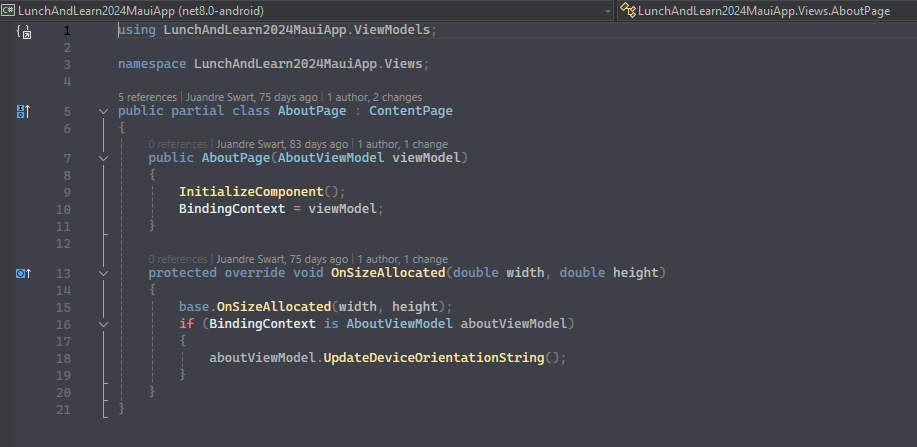 LunchAndLearn2024MauiApp (net8.0-android) LunchAndLearn2024MauiApp.Views.AboutPage
1 using LunchAndLearn2024MauiApp.ViewModels;
2
3 namespace LunchAndLearn2024MauiApp.Views;
4
5 references | Juandre Swart, 75 days ago | 1 author, 2 changes
5 public partial class AboutPage : ContentPage
6 {
0 references | Juandre Swart, 83 days ago | 1 author, 1 change
7 public AboutPage(AboutViewModel viewModel)
8 {
9 InitializeComponent();
10 BindingContext = viewModel;
11 }
12
0 references | Juandre Swart, 75 days ago | 1 author, 1 change
13 protected override void OnSizeAllocated(double width, double height)
14 {
15 base.OnSizeAllocated(width, height);
16 if (BindingContext is AboutViewModel aboutViewModel)
17 {
18 aboutViewModel.UpdateDeviceOrientationString();
19 }
20 }
21 }